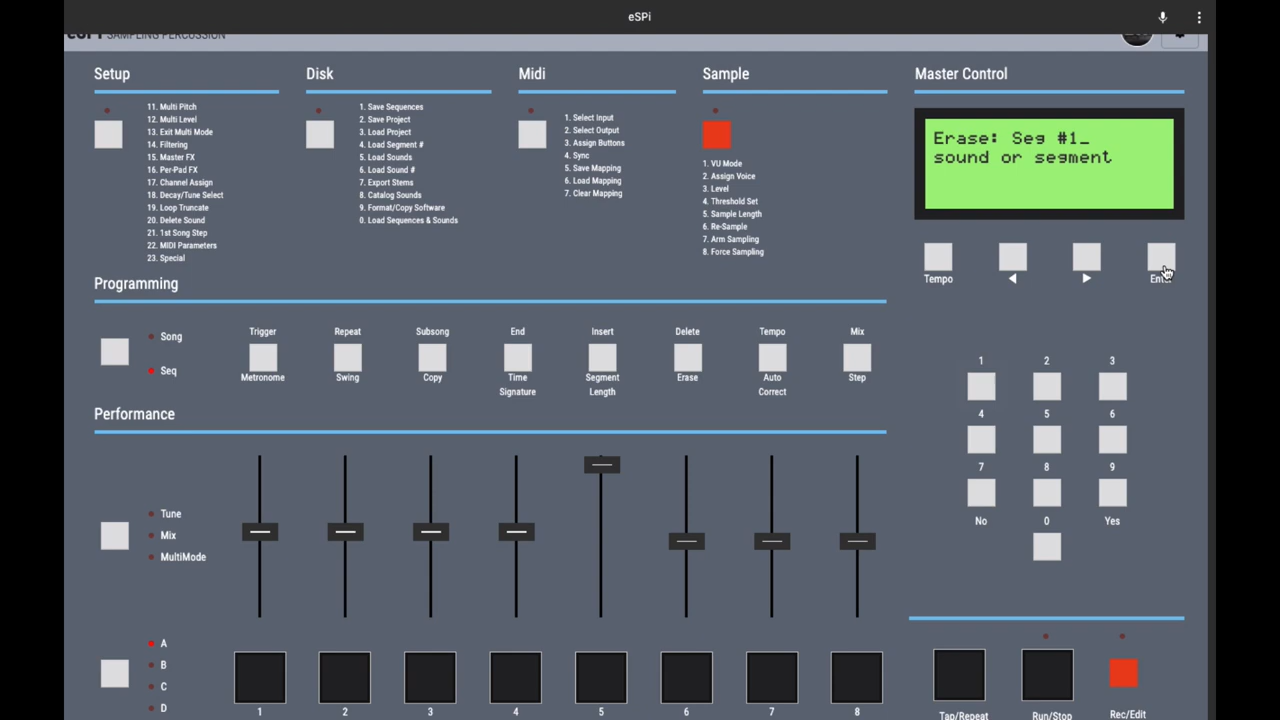 eSPi
eSPi SAMPLING PERCUSSION
Setup
11. Multi Pitch
12. Multi Level
13. Exit Multi Mode
14. Filtering
15. Master FX
16. Per-Pad FX
17. Channel Assign
18. Decay/Tune Select
19. Loop Truncate
20. Delete Sound
21. 1st Song Step
22. MIDI Parameters
23. Special
Disk
1. Save Sequences
2. Save Project
3. Load Project
4. Load Segment #
5. Load Sounds
6. Load Sound #
7. Export Stems
8. Catalog Sounds
9. Format/Copy Software
0. Load Sequences & Sounds
Midi
1. Select Input
2. Select Output
3. Assign Buttons
4. Sync
5. Save Mapping
6. Load Mapping
7. Clear Mapping
Sample
1. VU Mode
2. Assign Voice
3. Level
4. Threshold Set
5. Sample Length
6. Re-Sample
7. Arm Sampling
8. Force Sampling
Master Control
Erase: Seg #1_
sound or segment
Tempo ◀ ▶ Enter
Programming
Song
Seq
Trigger Repeat Subsong End Insert Delete Tempo Mix
Metronome Swing Copy Time Signature Segment Length Erase Auto Correct Step
1 2 3
4 5 6
7 8 9
No 0 Yes
Performance
Tune
Mix
MultiMode
A
B
C
D
1 2 3 4 5 6 7 8
Tap/Repeat Run/Stop Rec/Edit